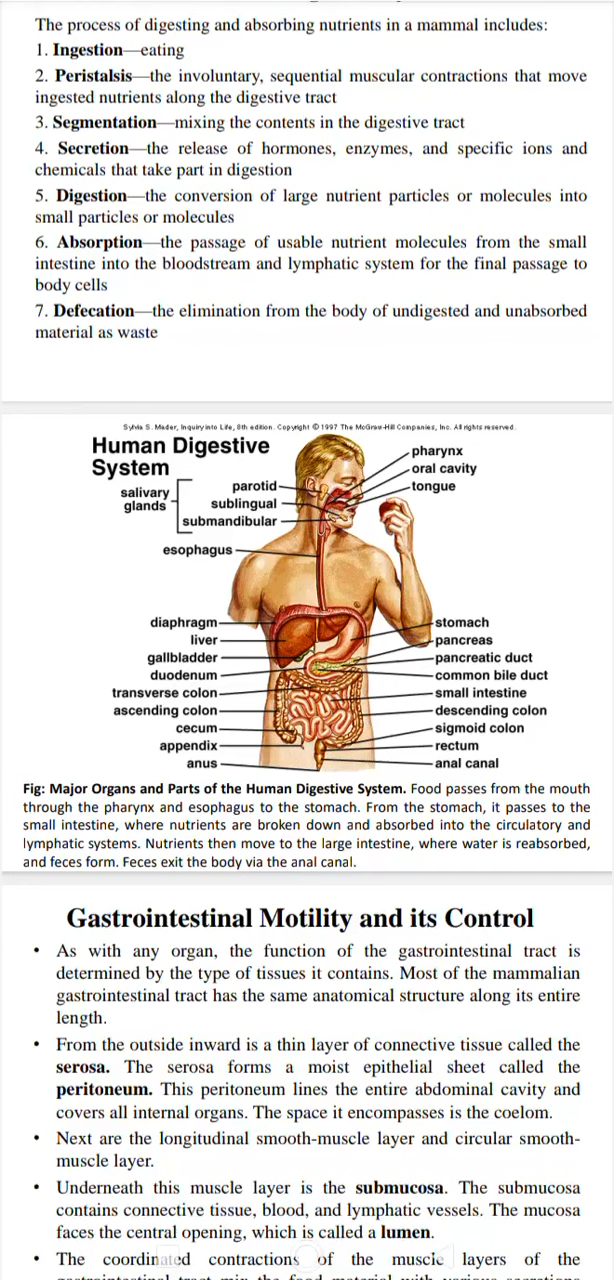 The process of digesting and absorbing nutrients in a mammal includes:
1. Ingestion—eating
2. Peristalsis—the involuntary, sequential muscular contractions that move
ingested nutrients along the digestive tract
3. Segmentation—mixing the contents in the digestive tract
4. Secretion—the release of hormones, enzymes, and specific ions and
chemicals that take part in digestion
5. Digestion—the conversion of large nutrient particles or molecules into
small particles or molecules
6. Absorption—the passage of usable nutrient molecules from the small
intestine into the bloodstream and lymphatic system for the final passage to
body cells
7. Defecation—the elimination from the body of undigested and unabsorbed
material as waste
Sylvia S. Mader, Inquiry into Life, 8th edition. Copyright © 1997 The McGraw-Hill Companies, Inc. All rights reserved.
Human Digestive
System
salivary
glands
parotid
sublingual
submandibular
esophagus
diaphragm
liver
gallbladder
duodenum
transverse colon
ascending colon
cecum
appendix
anus
pharynx
oral cavity
tongue
stomach
pancreas
pancreatic duct
common bile duct
small intestine
descending colon
sigmoid colon
rectum
anal canal
Fig: Major Organs and Parts of the Human Digestive System. Food passes from the mouth
through the pharynx and esophagus to the stomach. From the stomach, it passes to the
small intestine, where nutrients are broken down and absorbed into the circulatory and
lymphatic systems. Nutrients then move to the large intestine, where water is reabsorbed,
and feces form. Feces exit the body via the anal canal.
Gastrointestinal Motility and its Control
• As with any organ, the function of the gastrointestinal tract is
determined by the type of tissues it contains. Most of the mammalian
gastrointestinal tract has the same anatomical structure along its entire
length.
• From the outside inward is a thin layer of connective tissue called the
serosa. The serosa forms a moist epithelial sheet called the
peritoneum. This peritoneum lines the entire abdominal cavity and
covers all internal organs. The space it encompasses is the coelom.
• Next are the longitudinal smooth-muscle layer and circular smooth-
muscle layer.
• Underneath this muscle layer is the submucosa. The submucosa
contains connective tissue, blood, and lymphatic vessels. The mucosa
faces the central opening, which is called a lumen.
• The coordinated contractions of the muscle layers of the
gastrointestinal tract mix the food material with various secretions